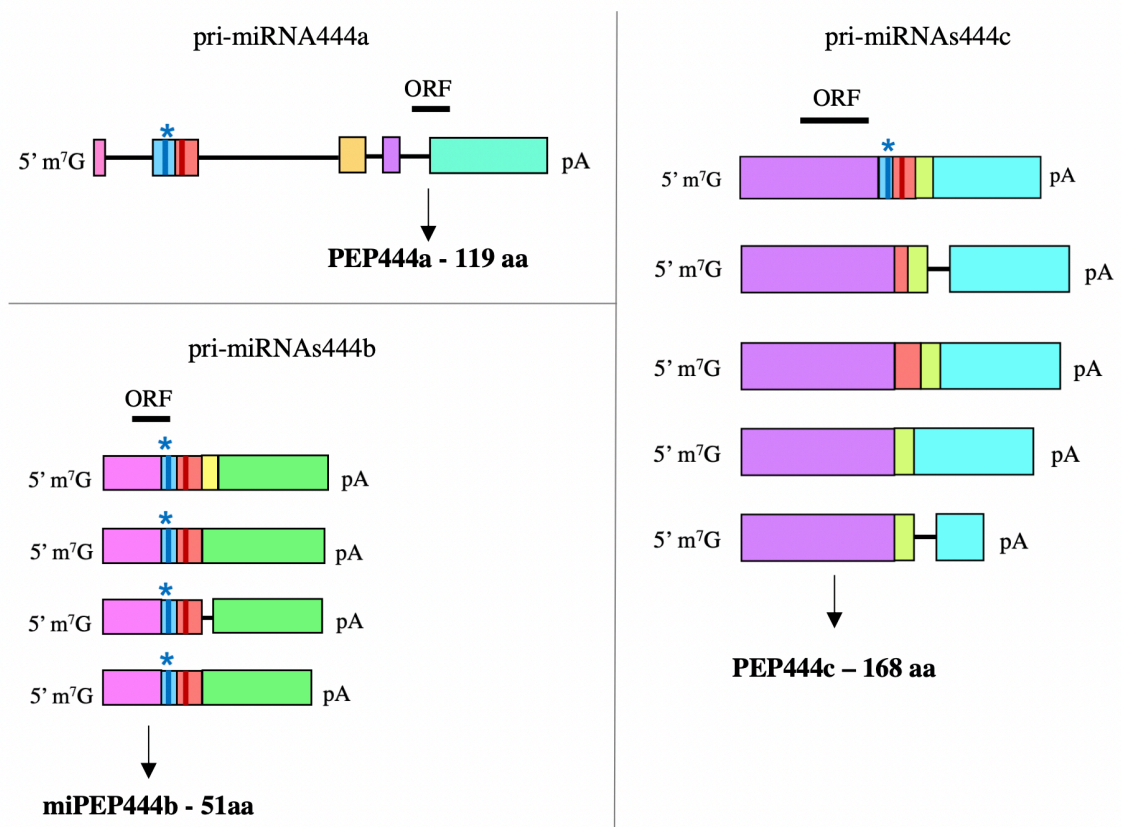 pri-miRNA444a
ORF
*
5' m⁷G pA
PEP444a - 119 aa
pri-miRNAs444b
ORF
*
5' m⁷G pA
*
5' m⁷G pA
*
5' m⁷G pA
*
5' m⁷G pA
miPEP444b - 51aa
pri-miRNAs444c
ORF
*
5' m⁷G pA
5' m⁷G pA
5' m⁷G pA
5' m⁷G pA
5' m⁷G pA
PEP444c – 168 aa